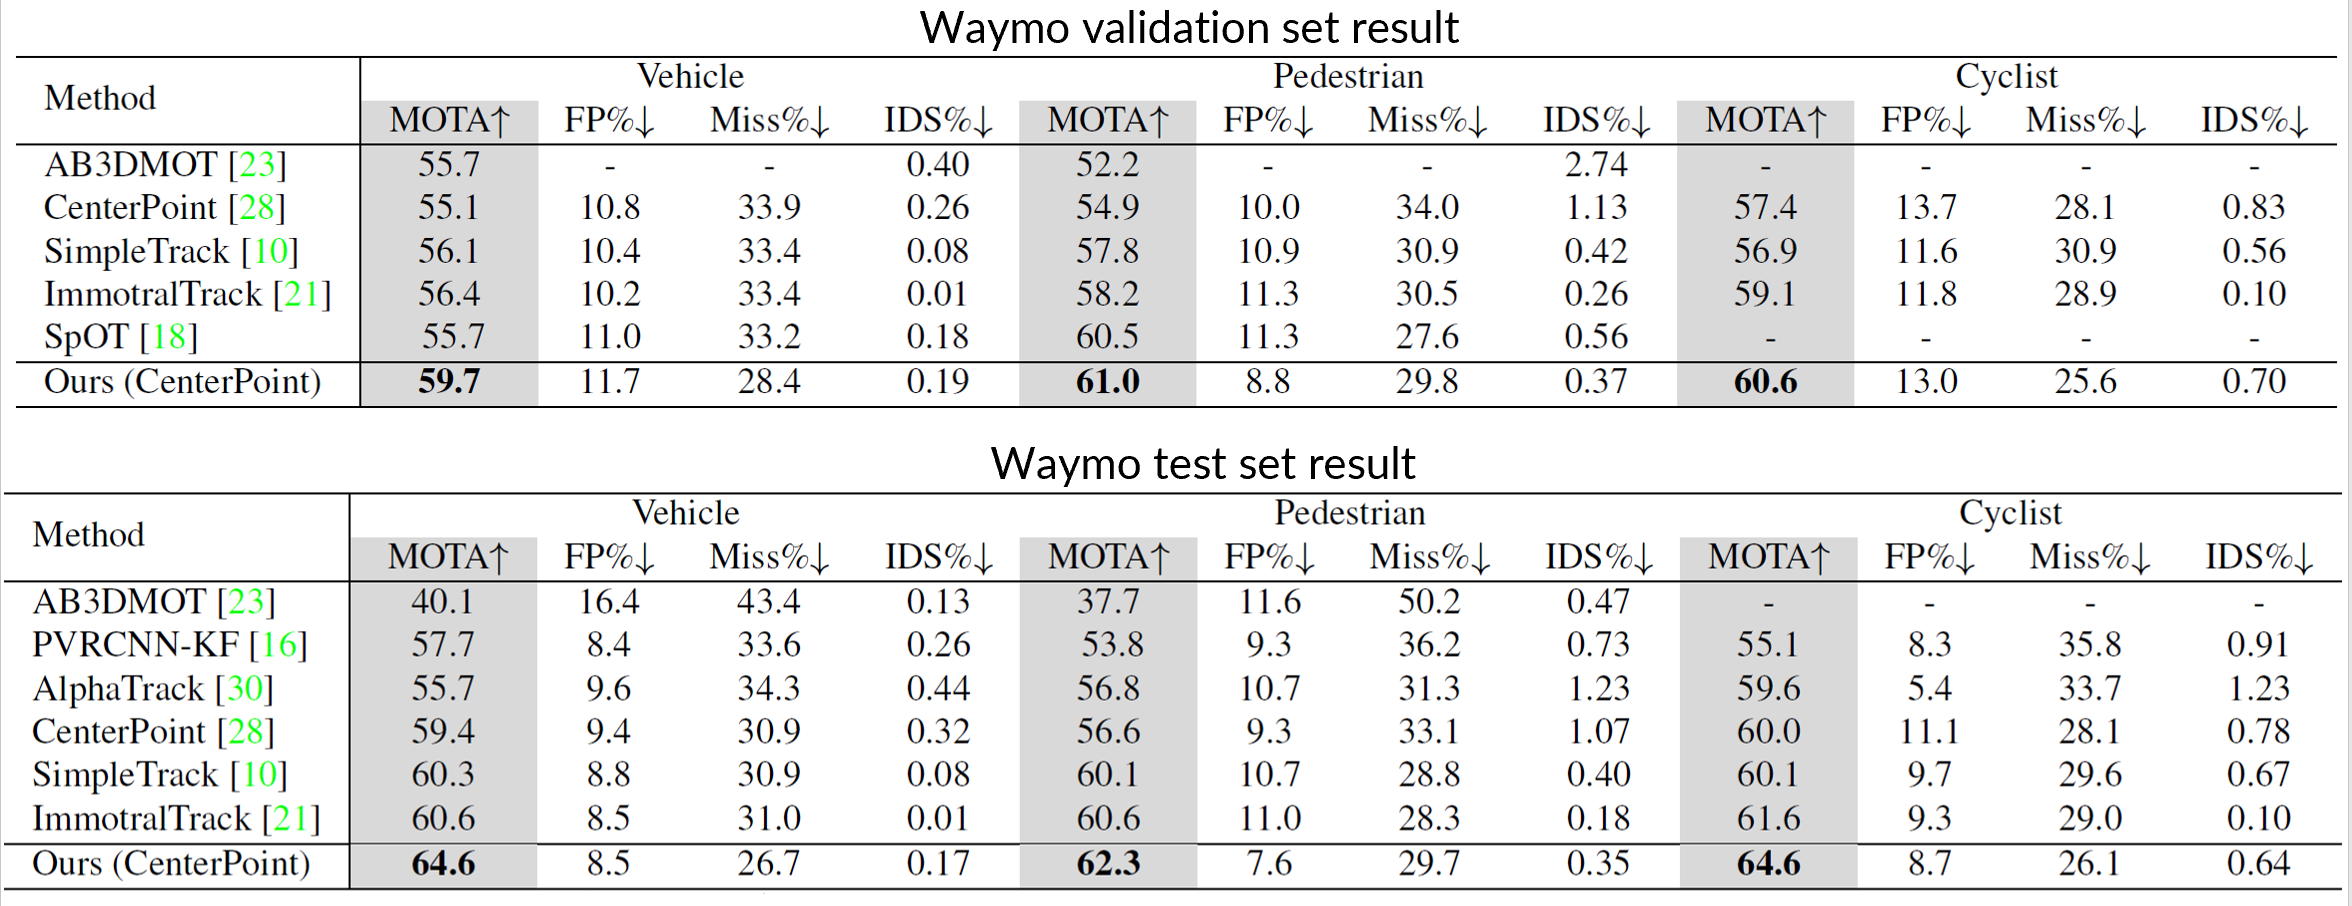 Waymo validation set result
Method Vehicle Pedestrian Cyclist
MOTA↑ FP%↓ Miss%↓ IDS%↓ MOTA↑ FP%↓ Miss%↓ IDS%↓ MOTA↑ FP%↓ Miss%↓ IDS%↓
AB3DMOT [23] 55.7 - - 0.40 52.2 - - 2.74 - - - -
CenterPoint [28] 55.1 10.8 33.9 0.26 54.9 10.0 34.0 1.13 57.4 13.7 28.1 0.83
SimpleTrack [10] 56.1 10.4 33.4 0.08 57.8 10.9 30.9 0.42 56.9 11.6 30.9 0.56
ImmotralTrack [21] 56.4 10.2 33.4 0.01 58.2 11.3 30.5 0.26 59.1 11.8 28.9 0.10
SpOT [18] 55.7 11.0 33.2 0.18 60.5 11.3 27.6 0.56 - - - -
Ours (CenterPoint) 59.7 11.7 28.4 0.19 61.0 8.8 29.8 0.37 60.6 13.0 25.6 0.70
Waymo test set result
Method Vehicle Pedestrian Cyclist
MOTA↑ FP%↓ Miss%↓ IDS%↓ MOTA↑ FP%↓ Miss%↓ IDS%↓ MOTA↑ FP%↓ Miss%↓ IDS%↓
AB3DMOT [23] 40.1 16.4 43.4 0.13 37.7 11.6 50.2 0.47 - - - -
PVRCNN-KF [16] 57.7 8.4 33.6 0.26 53.8 9.3 36.2 0.73 55.1 8.3 35.8 0.91
AlphaTrack [30] 55.7 9.6 34.3 0.44 56.8 10.7 31.3 1.23 59.6 5.4 33.7 1.23
CenterPoint [28] 59.4 9.4 30.9 0.32 56.6 9.3 33.1 1.07 60.0 11.1 28.1 0.78
SimpleTrack [10] 60.3 8.8 30.9 0.08 60.1 10.7 28.8 0.40 60.1 9.7 29.6 0.67
ImmotralTrack [21] 60.6 8.5 31.0 0.01 60.6 11.0 28.3 0.18 61.6 9.3 29.0 0.10
Ours (CenterPoint) 64.6 8.5 26.7 0.17 62.3 7.6 29.7 0.35 64.6 8.7 26.1 0.64